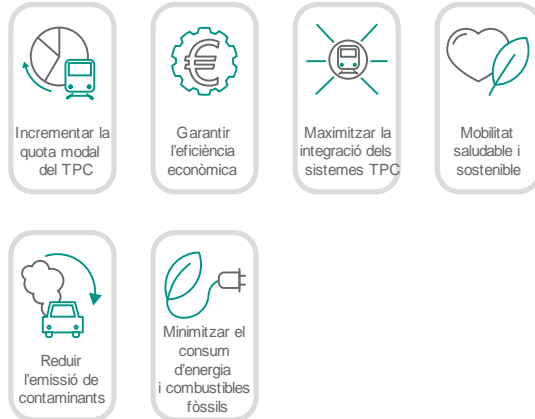 Incrementar la
quota modal
del TPC
Garantir
l'eficiència
econòmica
Maximitzar la
integració dels
sistemes TPC
Mobilitat
saludable i
sostenible
Reduir
l'emissió de
contaminants
Minimitzar el
consum
d'energia
i combustibles
fòssils